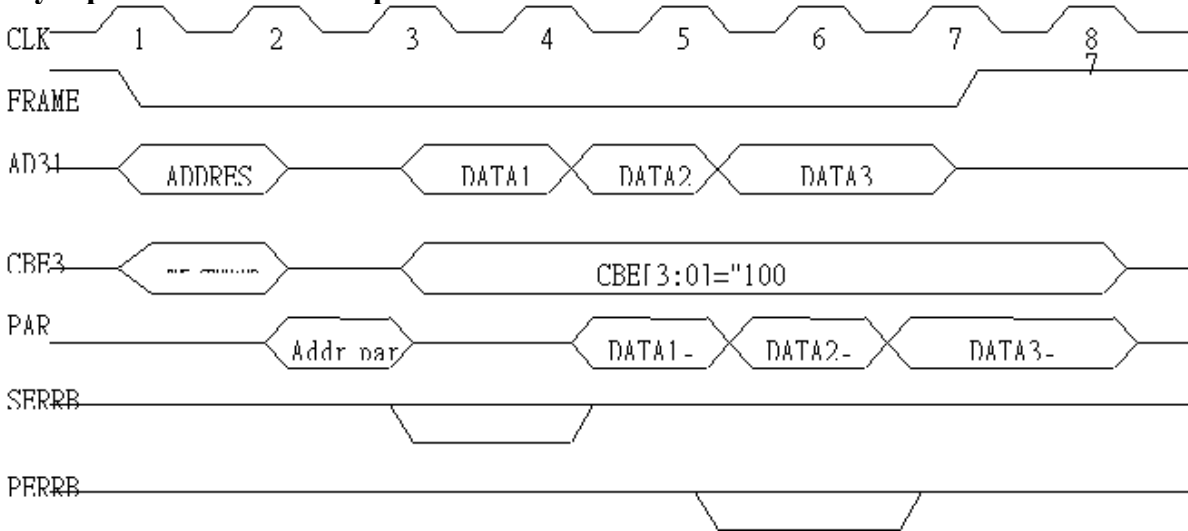 CLK 1 2 3 4 5 6 7 8
7
FRAME
AD31 ADDRES DATA1 DATA2 DATA3
CBE3 CBE[3:0]="100
PAR Addr par DATA1- DATA2- DATA3-
SERRB
PERRB